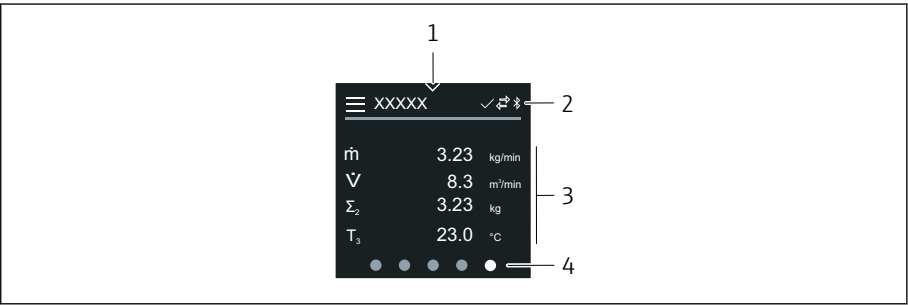 1
XXXXX 2
ṁ 3.23 kg/min
V̇ 8.3 m³/min
3
Σ₂ 3.23 kg
T₃ 23.0 °C
4